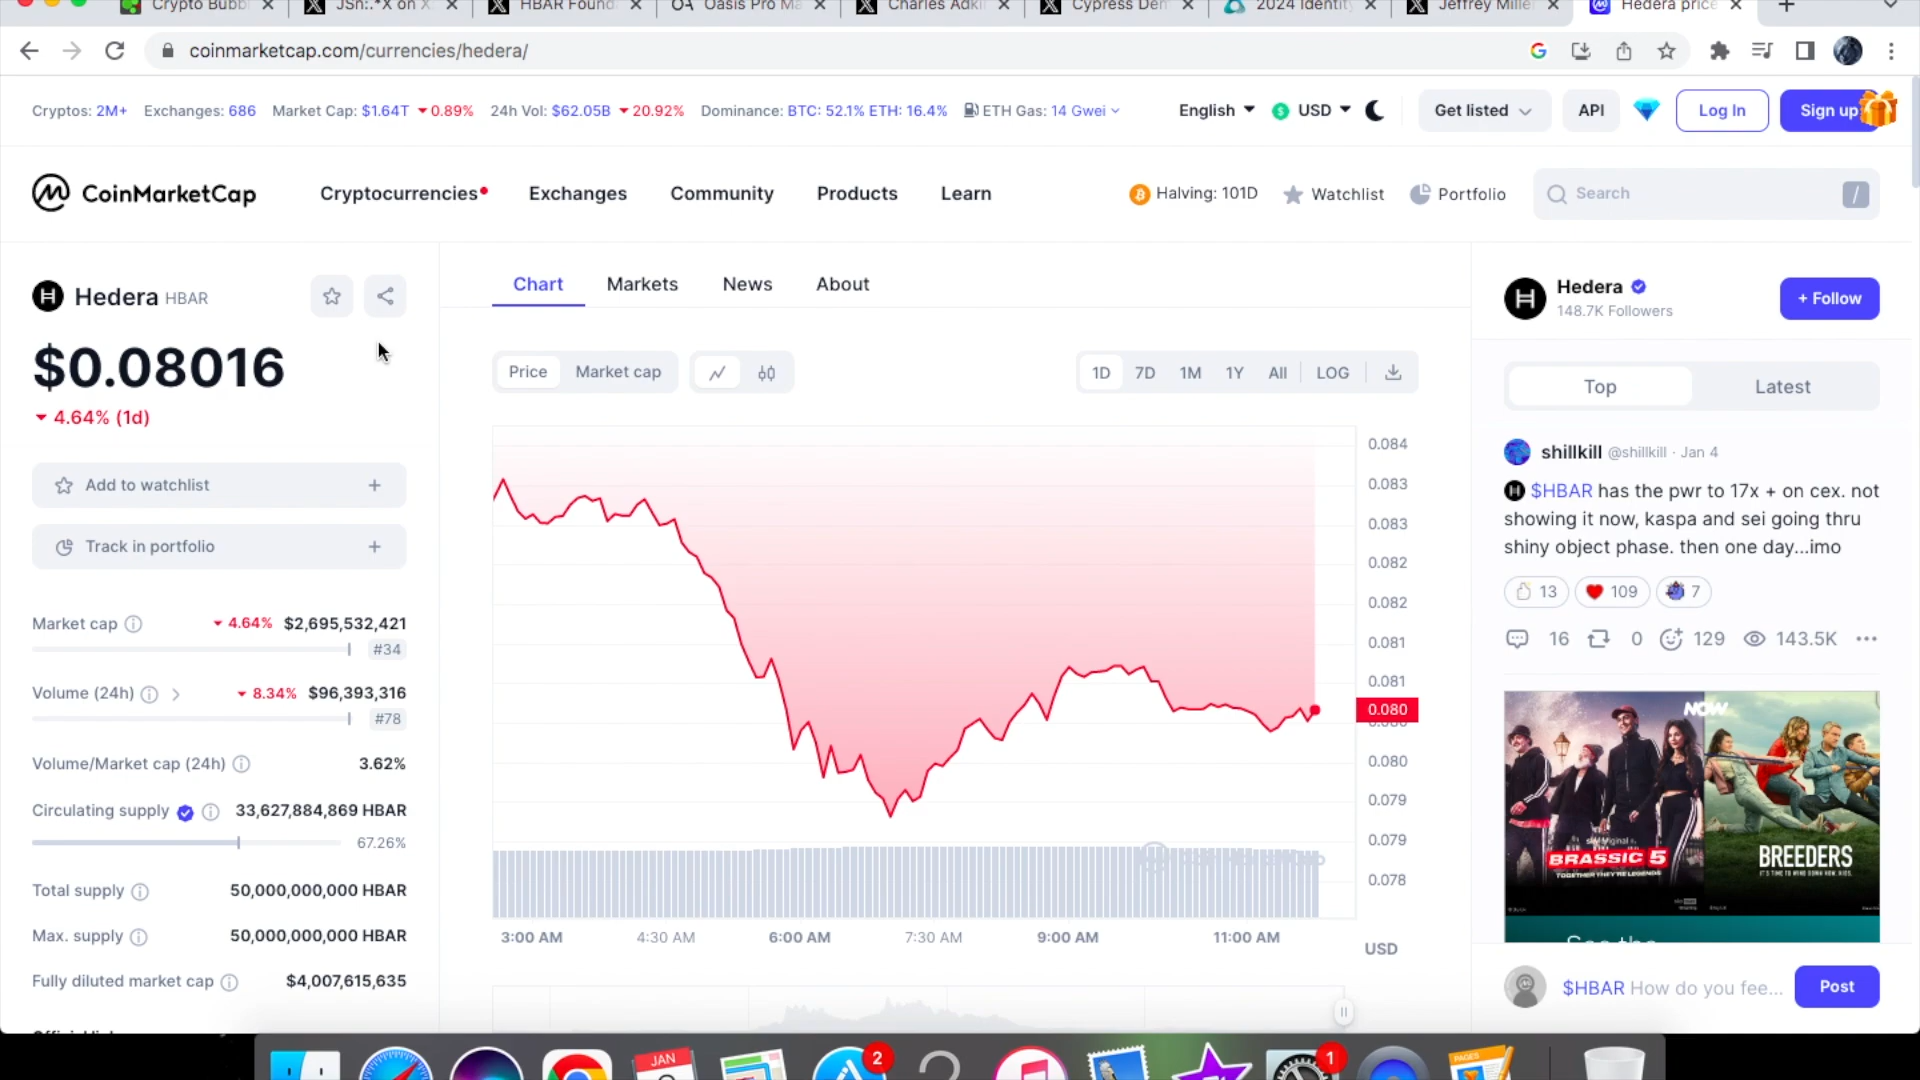 Crypto Bubbl
JSn:.*X on X
HBAR Founda
Oasis Pro Ma
Charles Adki
Cypress Dem
2024 Identity
Jeffrey Miller
Hedera price
coinmarketcap.com/currencies/hedera/
Cryptos: 2M+ Exchanges: 686 Market Cap: $1.64T 0.89% 24h Vol: $62.05B 20.92% Dominance: BTC: 52.1% ETH: 16.4% ETH Gas: 14 Gwei
English USD Get listed API Log In Sign up
CoinMarketCap Cryptocurrencies Exchanges Community Products Learn
Halving: 101D Watchlist Portfolio Search /
Hedera HBAR
$0.08016
4.64% (1d)
Add to watchlist +
Track in portfolio +
Market cap 4.64% $2,695,532,421
#34
Volume (24h) 8.34% $96,393,316
#78
Volume/Market cap (24h) 3.62%
Circulating supply 33,627,884,869 HBAR
67.26%
Total supply 50,000,000,000 HBAR
Max. supply 50,000,000,000 HBAR
Fully diluted market cap $4,007,615,635
Chart Markets News About
Price Market cap
1D 7D 1M 1Y All LOG
0.084
0.083
0.083
0.082
0.082
0.081
0.081
0.080
0.080
0.079
0.079
0.078
3:00 AM 4:30 AM 6:00 AM 7:30 AM 9:00 AM 11:00 AM
USD
Hedera
148.7K Followers
+ Follow
Top Latest
shillkill @shillkill · Jan 4
$HBAR has the pwr to 17x + on cex. not
showing it now, kaspa and sei going thru
shiny object phase. then one day...imo
13 109 7
16 0 129 143.5K
NOW
BRASSIC 5
TOGETHER THEY'RE LEGENDS
BREEDERS
See the
$HBAR How do you fee...
Post
JAN
2
1
PAGES